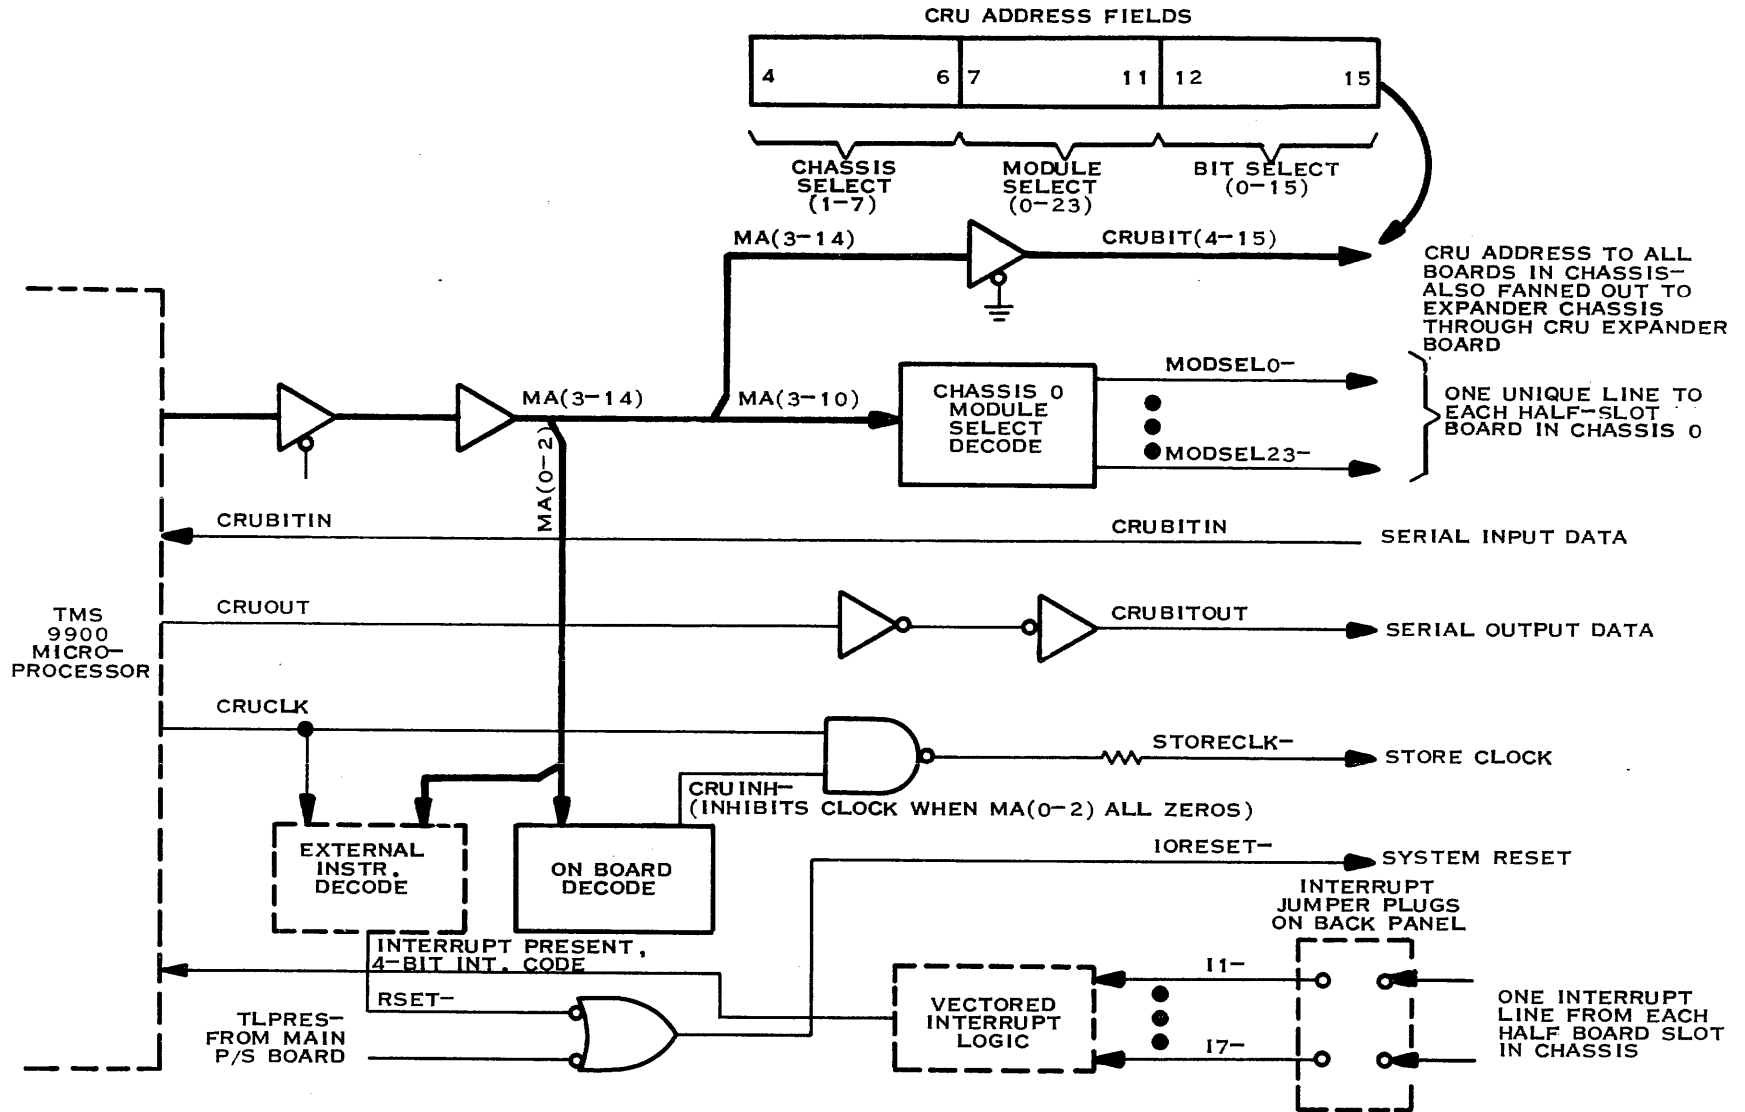 CRU ADDRESS FIELDS
4 6 7 11 12 15
CHASSIS
SELECT
(1-7)
MODULE
SELECT
(0-23)
BIT SELECT
(0-15)
MA(3-14)
CRUBIT(4-15)
CRU ADDRESS TO ALL
BOARDS IN CHASSIS-
ALSO FANNED OUT TO
EXPANDER CHASSIS
THROUGH CRU EXPANDER
BOARD
MA(3-14)
MA(0-2)
MA(3-10)
CHASSIS 0
MODULE
SELECT
DECODE
MODSEL0-
MODSEL23-
ONE UNIQUE LINE TO
EACH HALF-SLOT
BOARD IN CHASSIS 0
CRUBITIN
CRUBITIN
SERIAL INPUT DATA
TMS
9900
MICRO-
PROCESSOR
CRUOUT
CRUBITOUT
SERIAL OUTPUT DATA
CRUCLK
STORECLK-
STORE CLOCK
CRUINH-
(INHIBITS CLOCK WHEN MA(0-2) ALL ZEROS)
EXTERNAL
INSTR.
DECODE
ON BOARD
DECODE
IORESET-
SYSTEM RESET
INTERRUPT
JUMPER PLUGS
ON BACK PANEL
INTERRUPT PRESENT,
4-BIT INT. CODE
RSET-
TLPRES-
FROM MAIN
P/S BOARD
VECTORED
INTERRUPT
LOGIC
I1-
I7-
ONE INTERRUPT
LINE FROM EACH
HALF BOARD SLOT
IN CHASSIS